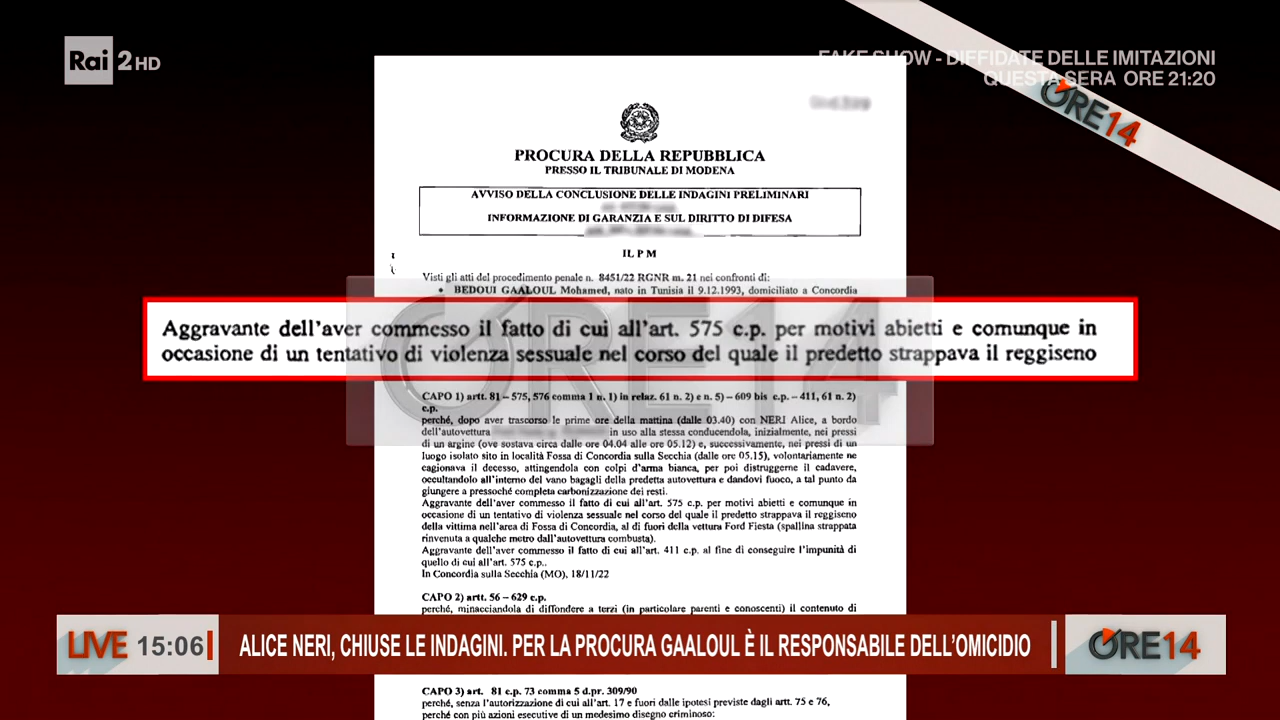 Rai 2HD
FAKE SHOW - DIFFIDATE DELLE IMITAZIONI
QUESTA SERA ORE 21:20
ORE14
PROCURA DELLA REPUBBLICA
PRESSO IL TRIBUNALE DI MODENA
AVVISO DELLA CONCLUSIONE DELLE INDAGINI PRELIMINARI
INFORMAZIONE DI GARANZIA E SUL DIRITTO DI DIFESA
IL P M
Visti gli atti del procedimento penale n. 8451/22 RGNR m. 21 nei confronti di:
• BEDOUI GAALOUL Mohamed, nato in Tunisia il 9.12.1993, domiciliato a Concordia
Aggravante dell'aver commesso il fatto di cui all'art. 575 c.p. per motivi abietti e comunque in
occasione di un tentativo di violenza sessuale nel corso del quale il predetto strappava il reggiseno
ORE14
CAPO 1) artt. 81 – 575, 576 comma 1 n. 1) in relaz. 61 n. 2) e n. 5) – 609 bis c.p. – 411, 61 n. 2)
c.p.
perché, dopo aver trascorso le prime ore della mattina (dalle 03.40) con NERI Alice, a bordo
dell'autovettura in uso alla stessa conducendola, inizialmente, nei pressi
di un argine (ove sostava circa dalle ore 04.04 alle ore 05.12) e, successivamente, nei pressi di un
luogo isolato sito in località Fossa di Concordia sulla Secchia (dalle ore 05.15), volontariamente ne
cagionava il decesso, attingendola con colpi d'arma bianca, per poi distruggerne il cadavere,
occultandolo all'interno del vano bagagli della predetta autovettura e dandovi fuoco, a tal punto da
giungere a pressoché completa carbonizzazione dei resti.
Aggravante dell'aver commesso il fatto di cui all'art. 575 c.p. per motivi abietti e comunque in
occasione di un tentativo di violenza sessuale nel corso del quale il predetto strappava il reggiseno
della vittima nell'area di Fossa di Concordia, al di fuori della vettura Ford Fiesta (spallina strappata
rinvenuta a qualche metro dall'autovettura combusta).
Aggravante dell'aver commesso il fatto di cui all'art. 411 c.p. al fine di conseguire l'impunità di
quello di cui all'art. 575 c.p..
In Concordia sulla Secchia (MO), 18/11/22
CAPO 2) artt. 56 – 629 c.p.
perché, minacciandola di diffondere a terzi (in particolare parenti e conoscenti) il contenuto di
LIVE 15:06
ALICE NERI, CHIUSE LE INDAGINI. PER LA PROCURA GAALOUL È IL RESPONSABILE DELL'OMICIDIO
ORE14
CAPO 3) art. 81 c.p. 73 comma 5 d.pr. 309/90
perché, senza l'autorizzazione di cui all'art. 17 e fuori dalle ipotesi previste dagli artt. 75 e 76,
perché con più azioni esecutive di un medesimo disegno criminoso: